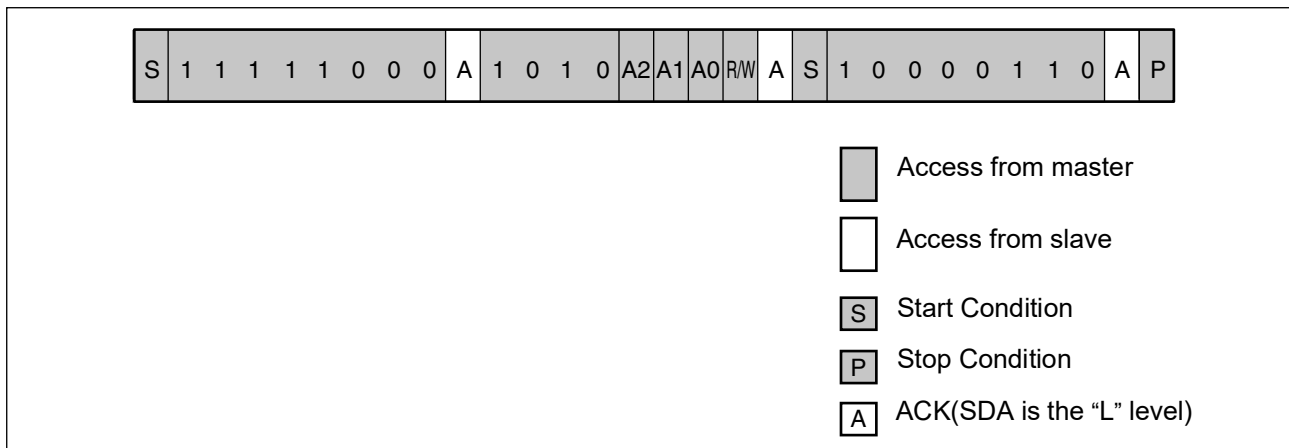 S 1 1 1 1 1 0 0 0 A 1 0 1 0 A2 A1 A0 R/W A S 1 0 0 0 0 1 1 0 A P
Access from master
Access from slave
S Start Condition
P Stop Condition
A ACK(SDA is the “L” level)